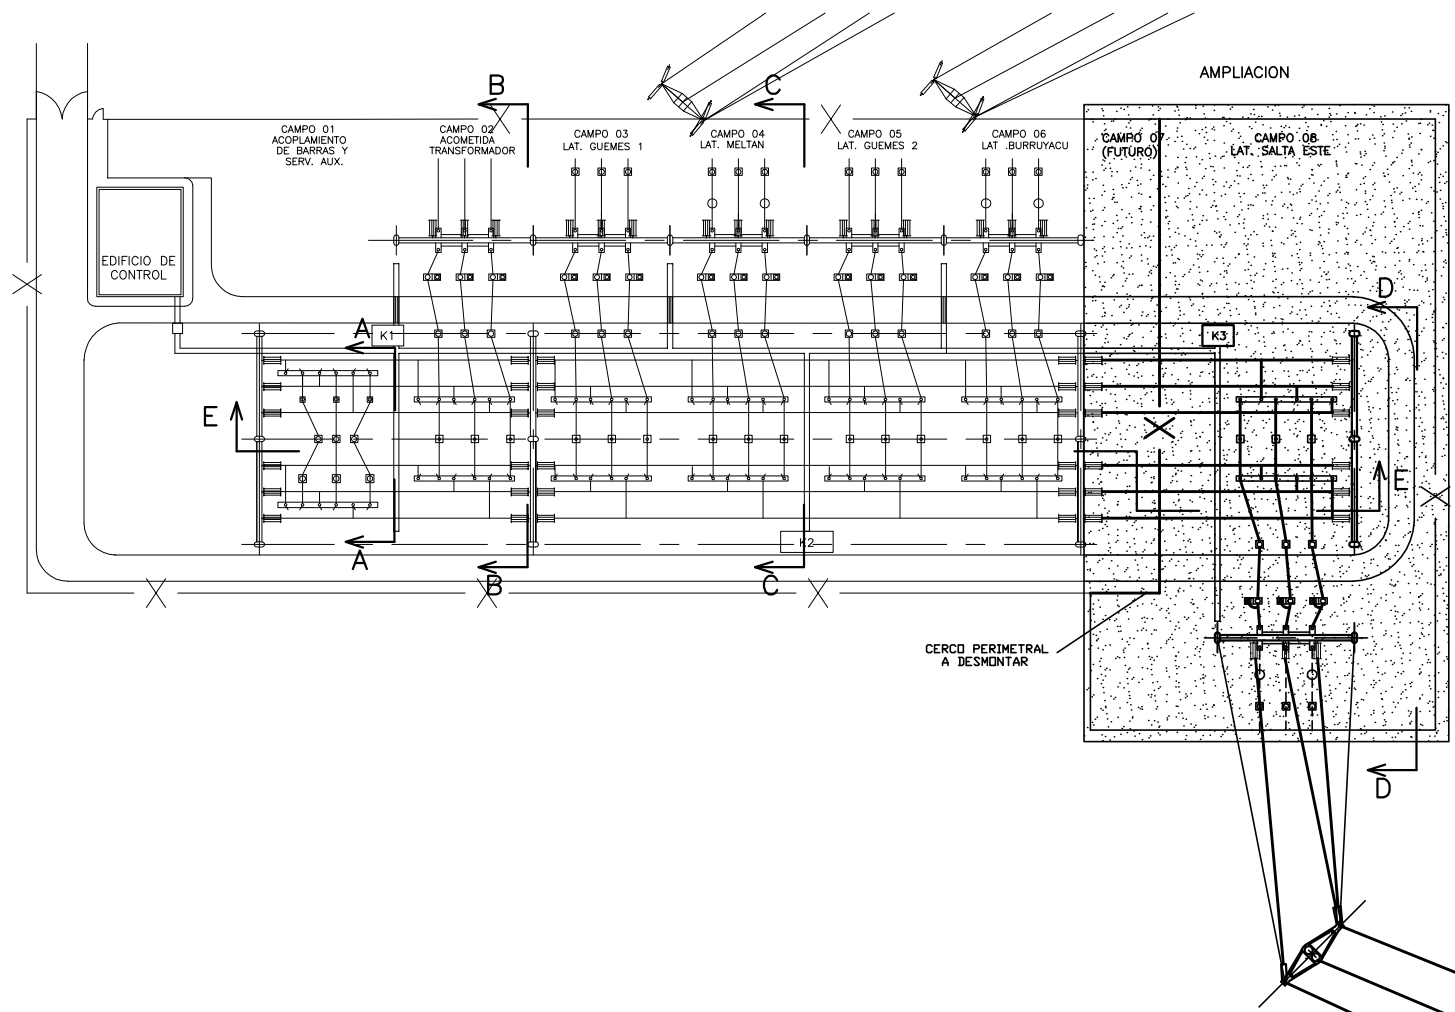 AMPLIACION
B
C
CAMPO 01
ACOPLAMIENTO
DE BARRAS Y
SERV. AUX.
CAMPO 02
ACOMETIDA
TRANSFORMADOR
CAMPO 03
LAT. GUEMES 1
CAMPO 04
LAT. MELTAN
CAMPO 05
LAT. GUEMES 2
CAMPO 06
LAT .BURRUYACU
CAMPO 07
(FUTURO)
CAMPO 08
LAT. SALTA ESTE
EDIFICIO DE
CONTROL
D
A
K1
K3
E
E
K2
A
B
C
CERCO PERIMETRAL
A DESMONTAR
D